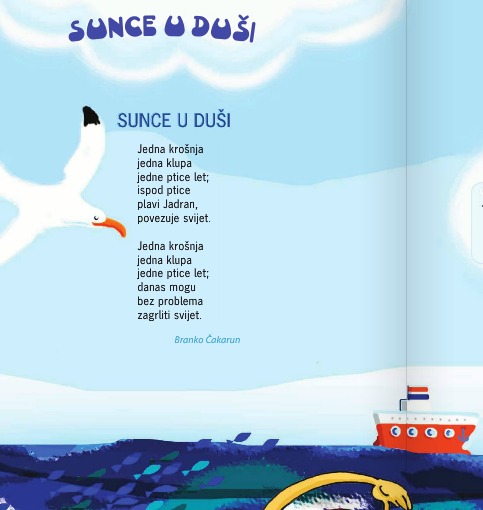 SUNCE U DUŠI
SUNCE U DUŠI
Jedna krošnja
jedna klupa
jedne ptice let;
ispod ptice
plavi Jadran,
povezuje svijet.
Jedna krošnja
jedna klupa
jedne ptice let;
danas mogu
bez problema
zagrliti svijet.
Branko Čakarun